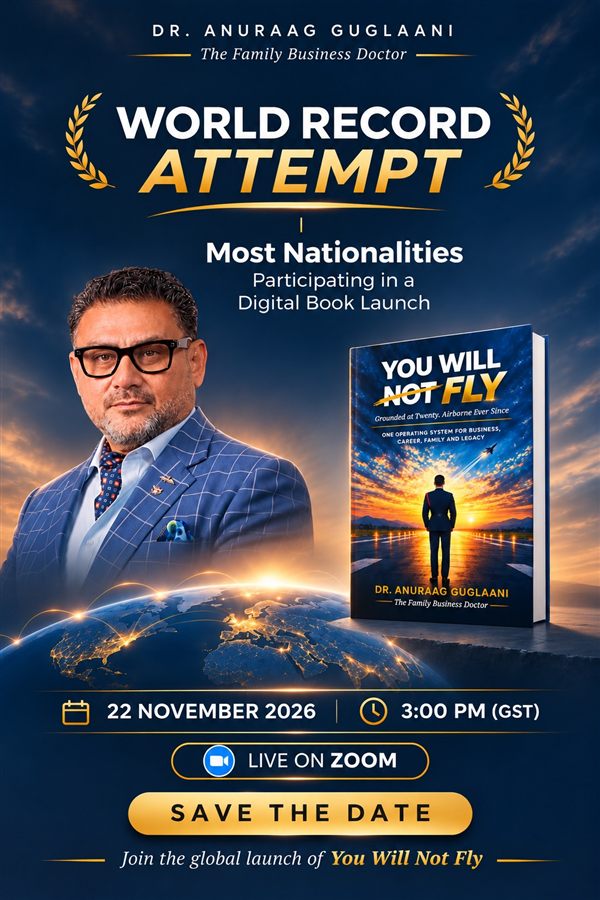 DR. ANURAAG GUGLAANI
The Family Business Doctor
WORLD RECORD
ATTEMPT
Most Nationalities
Participating in a
Digital Book Launch
YOU WILL
NOT FLY
Grounded at Twenty. Airborne Ever Since
ONE OPERATING SYSTEM FOR BUSINESS,
CAREER, FAMILY AND LEGACY
DR. ANURAAG GUGLAANI
The Family Business Doctor
22 NOVEMBER 2026
3:00 PM (GST)
LIVE ON ZOOM
SAVE THE DATE
Join the global launch of You Will Not Fly